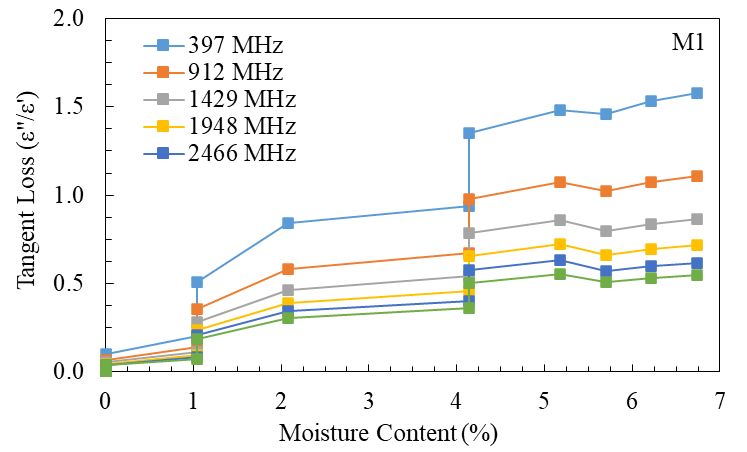 2.0
1.5
1.0
0.5
0.0
Tangent Loss (ε"/ε')
397 MHz
912 MHz
1429 MHz
1948 MHz
2466 MHz
M1
0 1 2 3 4 5 6 7
Moisture Content (%)